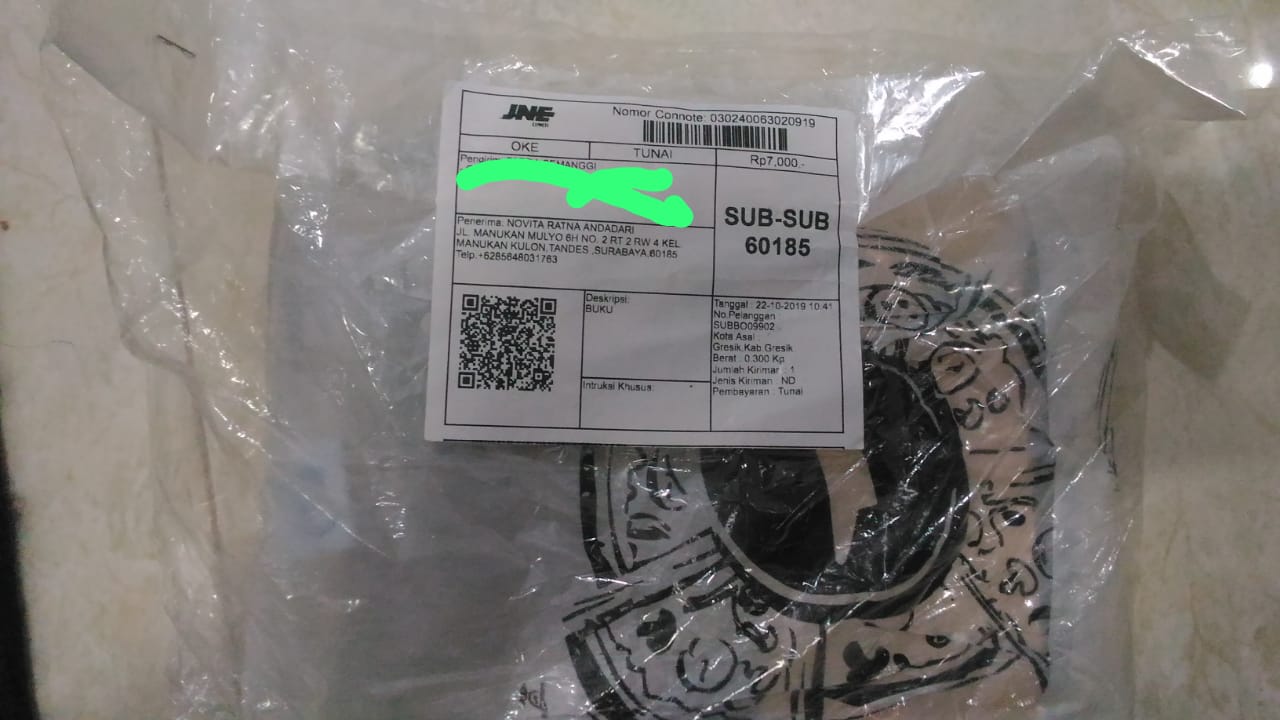 JNE
EXPRESS
Nomor Connote: 030240063020919
OKE
TUNAI
Rp7,000.-
SEMANGGI
SUB-SUB
60185
Penerima: NOVITA RATNA ANDADARI
JL. MANUKAN MULYO 6H NO. 2 RT 2 RW 4 KEL
MANUKAN KULON,TANDES ,SURABAYA,60185
Telp.+6285648031763
Deskripsi:
BUKU
Intruksi Khusus:
Tanggal : 22-10-2019 10:41
No.Pelanggan
SUBBO09902
Kota Asal :
Gresik,Kab.Gresik
Berat : 0.300 Kg
Jumlah Kiriman : 1
Jenis Kiriman : ND
Pembayaran : Tunai